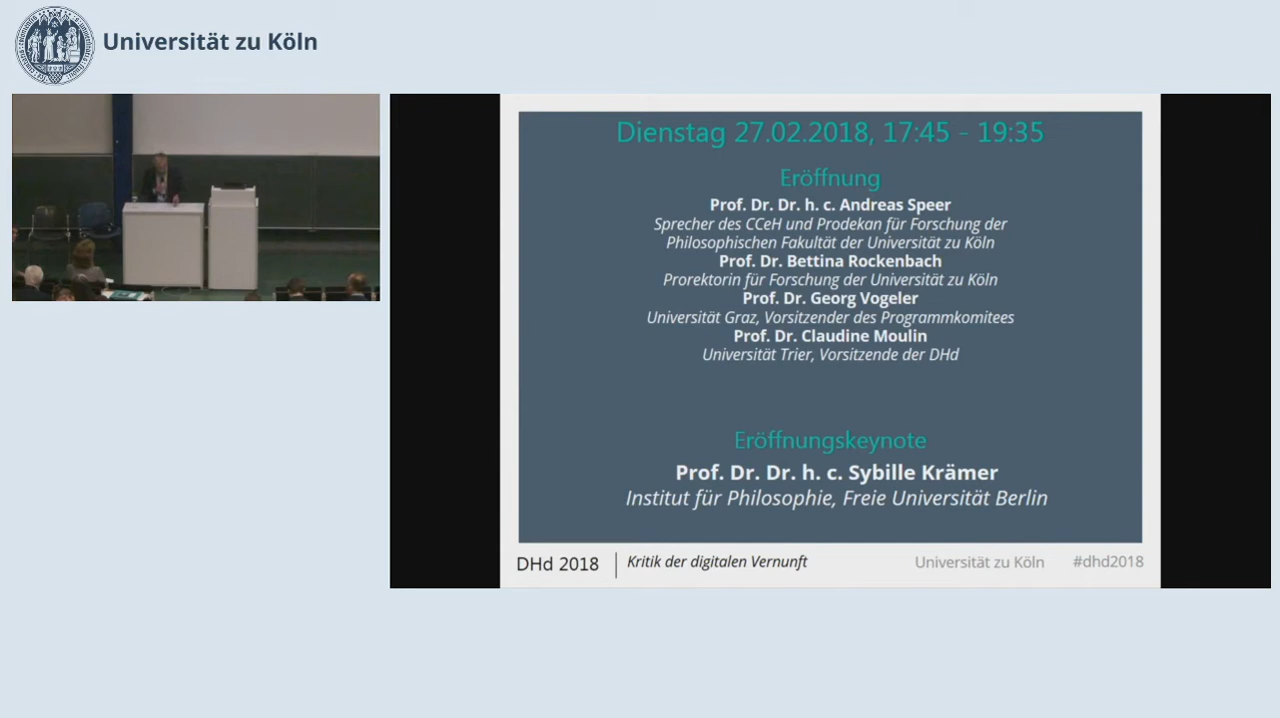 Universität zu Köln
Dienstag 27.02.2018, 17:45 - 19:35
Eröffnung
Prof. Dr. Dr. h. c. Andreas Speer
Sprecher des CCeH und Prodekan für Forschung der
Philosophischen Fakultät der Universität zu Köln
Prof. Dr. Bettina Rockenbach
Prorektorin für Forschung der Universität zu Köln
Prof. Dr. Georg Vogeler
Universität Graz, Vorsitzender des Programmkomitees
Prof. Dr. Claudine Moulin
Universität Trier, Vorsitzende der DHd
Eröffnungskeynote
Prof. Dr. Dr. h. c. Sybille Krämer
Institut für Philosophie, Freie Universität Berlin
DHd 2018 Kritik der digitalen Vernunft Universität zu Köln #dhd2018